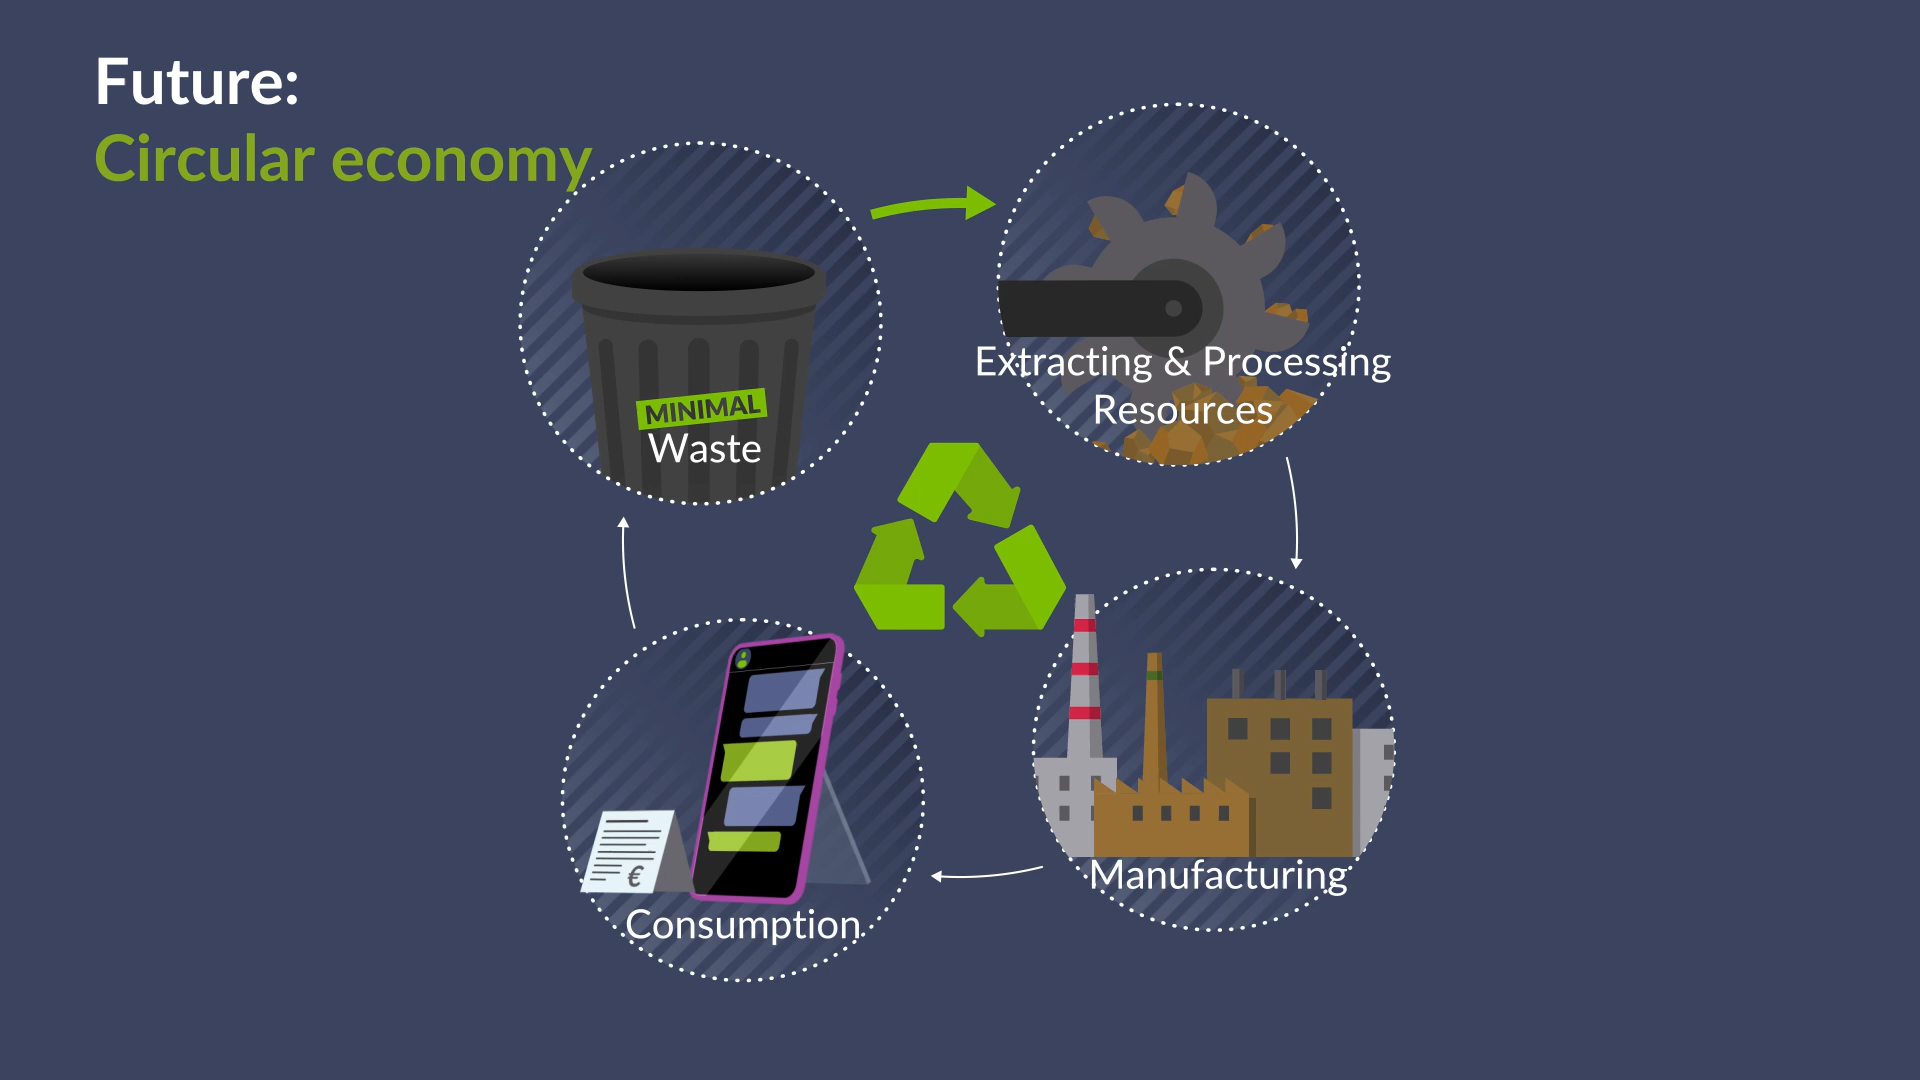 Future:
Circular economy
MINIMAL
Waste
Extracting & Processing
Resources
Manufacturing
Consumption
€